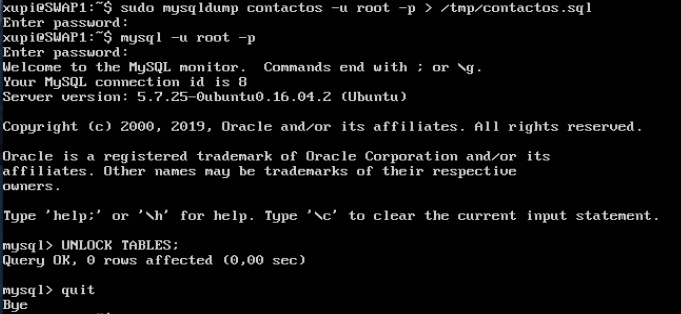 xupi@SWAP1:~$ sudo mysqldump contactos -u root -p > /tmp/contactos.sql
Enter password:
xupi@SWAP1:~$ mysql -u root -p
Enter password:
Welcome to the MySQL monitor.  Commands end with ; or \g.
Your MySQL connection id is 8
Server version: 5.7.25-0ubuntu0.16.04.2 (Ubuntu)
Copyright (c) 2000, 2019, Oracle and/or its affiliates. All rights reserved.
Oracle is a registered trademark of Oracle Corporation and/or its
affiliates. Other names may be trademarks of their respective
owners.
Type 'help;' or '\h' for help. Type '\c' to clear the current input statement.
mysql> UNLOCK TABLES;
Query OK, 0 rows affected (0,00 sec)
mysql> quit
Bye